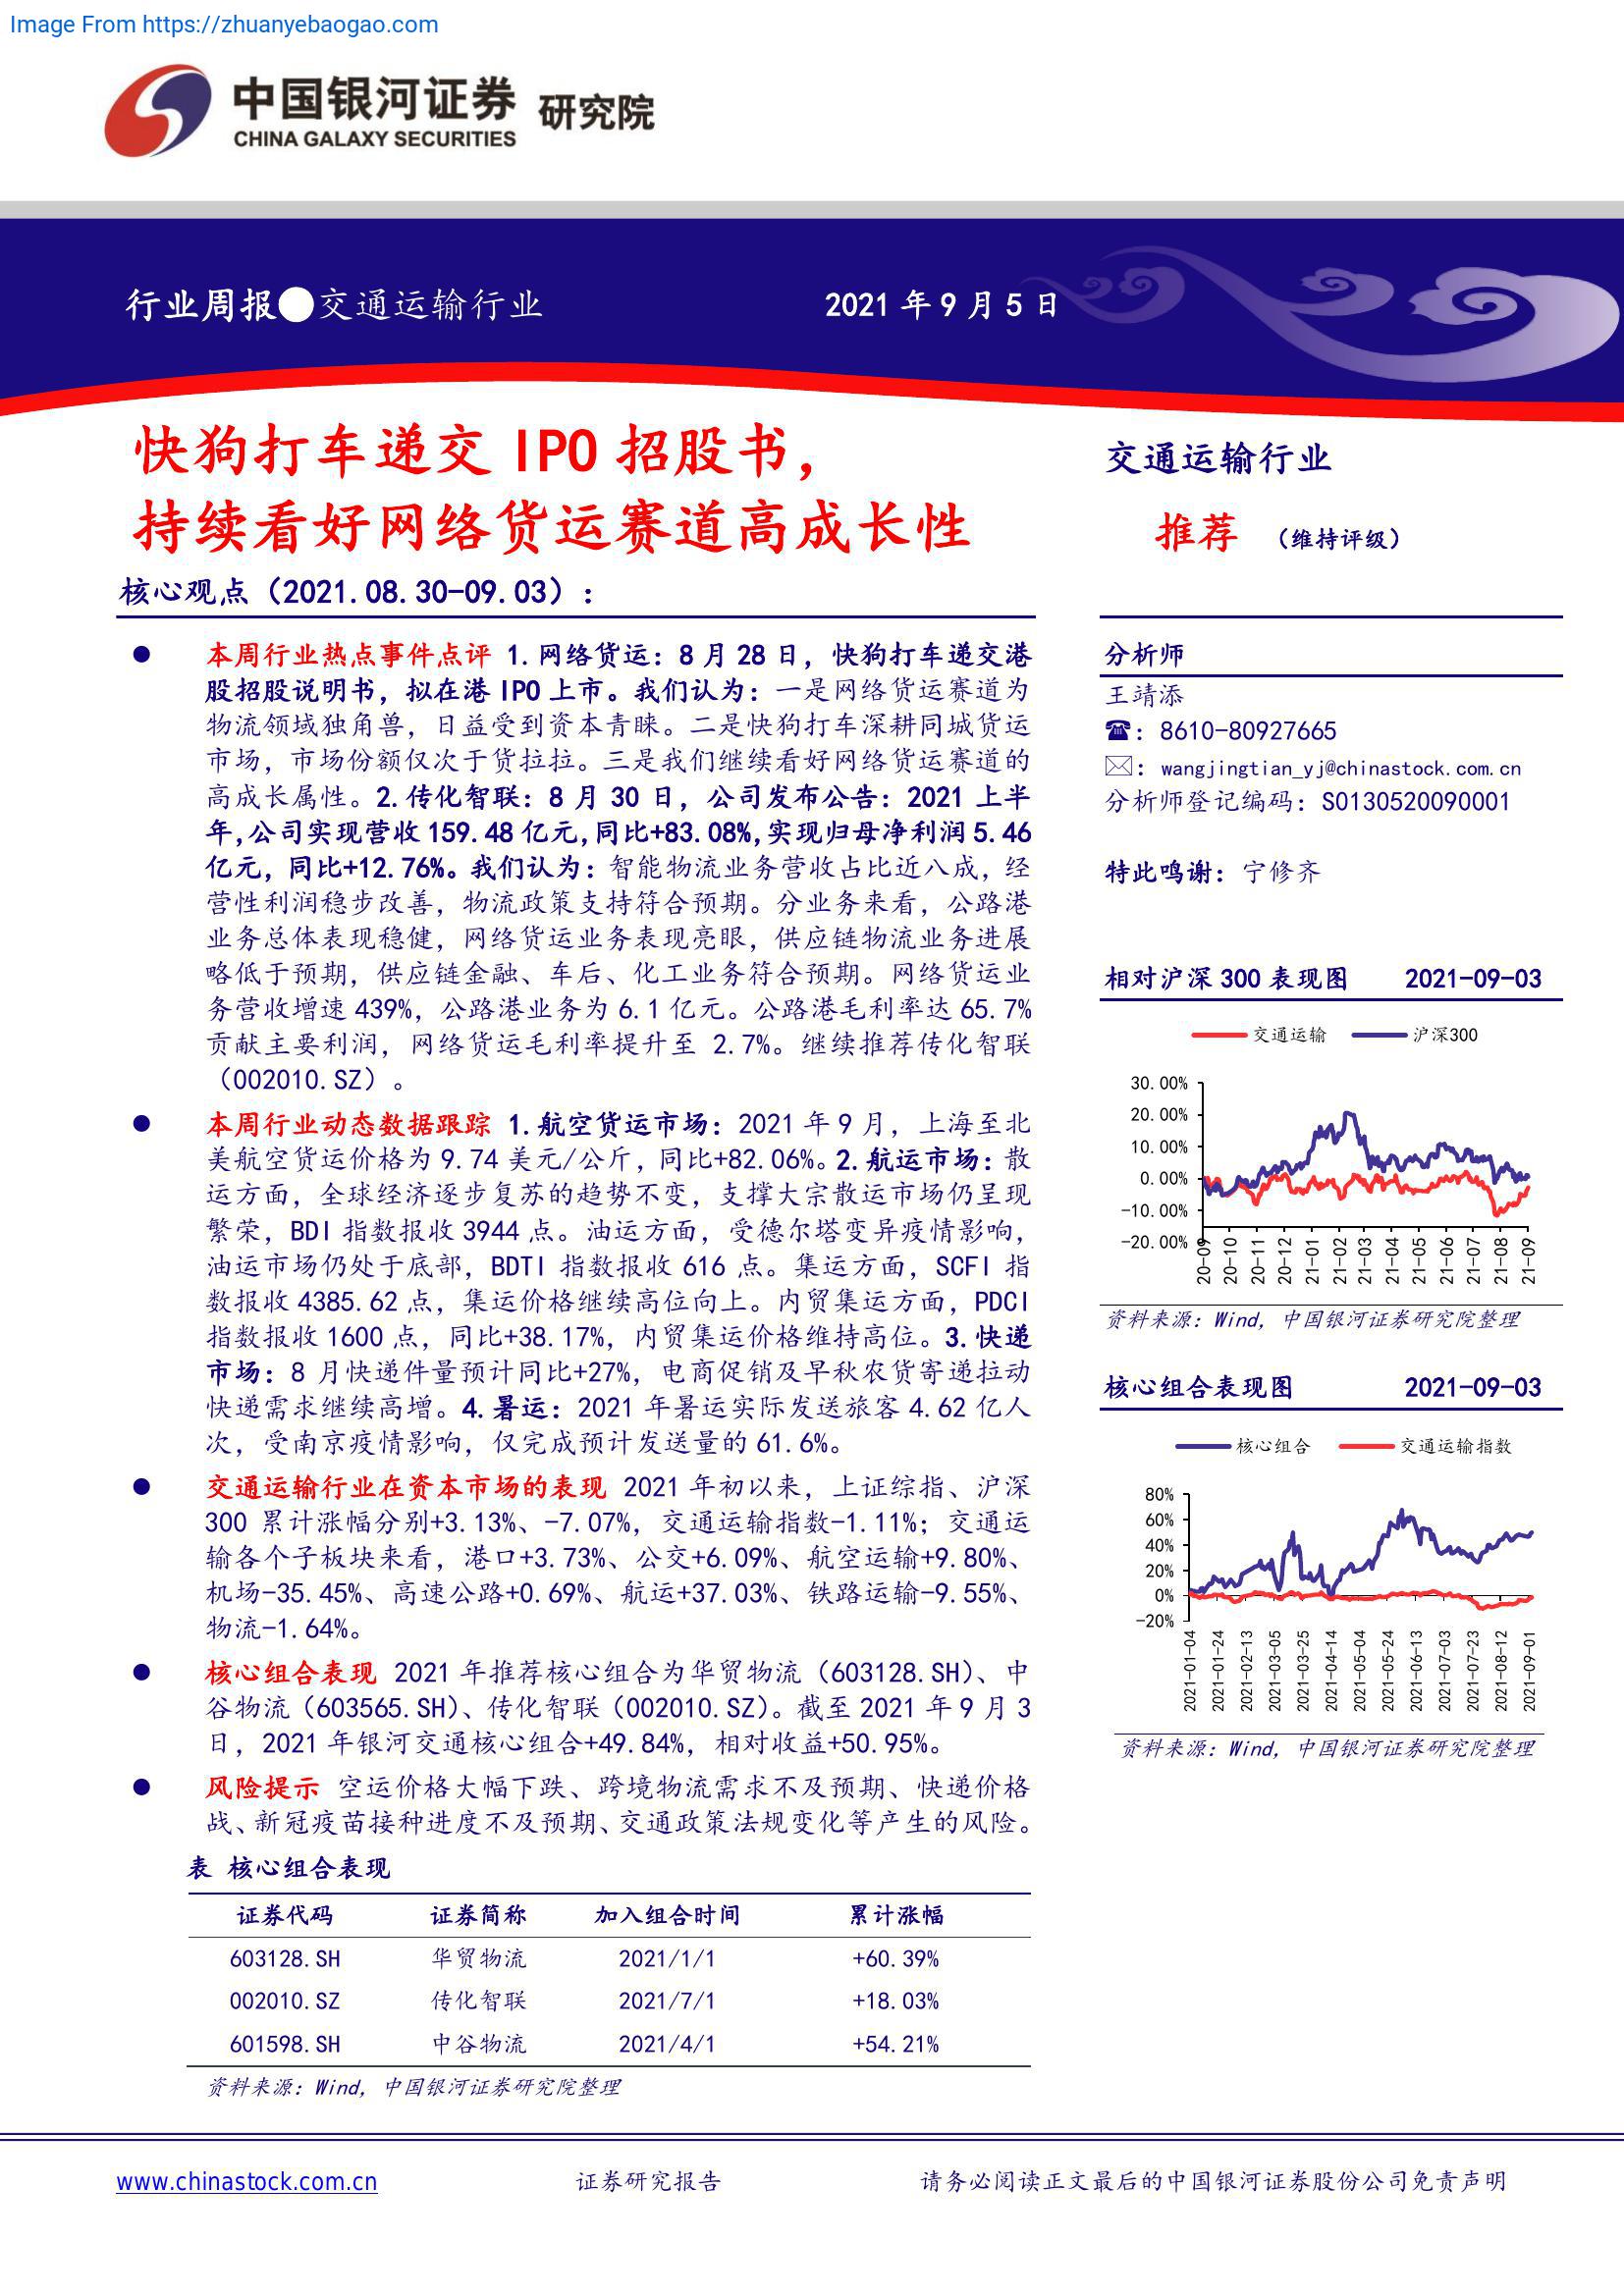 Image From https://zhuanyebaogao.com
中国银河证券 研究院
CHINA GALAXY SECURITIES
行业周报●交通运输行业
2021 年 9 月 5 日
快狗打车递交 IPO 招股书，
持续看好网络货运赛道高成长性
核心观点（2021.08.30-09.03）：
● 本周行业热点事件点评 1.网络货运：8 月 28 日，快狗打车递交港
股招股说明书，拟在港 IPO 上市。我们认为：一是网络货运赛道为
物流领域独角兽，日益受到资本青睐。二是快狗打车深耕同城货运
市场，市场份额仅次于货拉拉。三是我们继续看好网络货运赛道的
高成长属性。2.传化智联：8 月 30 日，公司发布公告：2021 上半
年,公司实现营收 159.48 亿元,同比+83.08%,实现归母净利润 5.46
亿元，同比+12.76%。我们认为：智能物流业务营收占比近八成，经
营性利润稳步改善，物流政策支持符合预期。分业务来看，公路港
业务总体表现稳健，网络货运业务表现亮眼，供应链物流业务进展
略低于预期，供应链金融、车后、化工业务符合预期。网络货运业
务营收增速 439%，公路港业务为 6.1 亿元。公路港毛利率达 65.7%
贡献主要利润，网络货运毛利率提升至 2.7%。继续推荐传化智联
（002010.SZ）。
● 本周行业动态数据跟踪 1.航空货运市场：2021 年 9 月，上海至北
美航空货运价格为 9.74 美元/公斤，同比+82.06%。2.航运市场：散
运方面，全球经济逐步复苏的趋势不变，支撑大宗散运市场仍呈现
繁荣，BDI 指数报收 3944 点。油运方面，受德尔塔变异疫情影响，
油运市场仍处于底部，BDTI 指数报收 616 点。集运方面，SCFI 指
数报收 4385.62 点，集运价格继续高位向上。内贸集运方面，PDCI
指数报收 1600 点，同比+38.17%，内贸集运价格维持高位。3.快递
市场：8 月快递件量预计同比+27%，电商促销及早秋农货寄递拉动
快递需求继续高增。4.暑运：2021 年暑运实际发送旅客 4.62 亿人
次，受南京疫情影响，仅完成预计发送量的 61.6%。
● 交通运输行业在资本市场的表现 2021 年初以来，上证综指、沪深
300 累计涨幅分别+3.13%、-7.07%，交通运输指数-1.11%；交通运
输各个子板块来看，港口+3.73%、公交+6.09%、航空运输+9.80%、
机场-35.45%、高速公路+0.69%、航运+37.03%、铁路运输-9.55%、
物流-1.64%。
● 核心组合表现 2021 年推荐核心组合为华贸物流（603128.SH）、中
谷物流（603565.SH）、传化智联（002010.SZ）。截至 2021 年 9 月 3
日，2021 年银河交通核心组合+49.84%，相对收益+50.95%。
● 风险提示 空运价格大幅下跌、跨境物流需求不及预期、快递价格
战、新冠疫苗接种进度不及预期、交通政策法规变化等产生的风险。
表 核心组合表现
证券代码 证券简称 加入组合时间 累计涨幅
603128.SH 华贸物流 2021/1/1 +60.39%
002010.SZ 传化智联 2021/7/1 +18.03%
601598.SH 中谷物流 2021/4/1 +54.21%
资料来源：Wind，中国银河证券研究院整理
交通运输行业
推荐 （维持评级）
分析师
王靖添
☎：8610-80927665
✉：wangjingtian_yj@chinastock.com.cn
分析师登记编码：S0130520090001
特此鸣谢：宁修齐
相对沪深 300 表现图 2021-09-03
交通运输 沪深300
30.00%
20.00%
10.00%
0.00%
-10.00%
-20.00%
20-09 20-10 20-11 20-12 21-01 21-02 21-03 21-04 21-05 21-06 21-07 21-08 21-09
资料来源：Wind，中国银河证券研究院整理
核心组合表现图 2021-09-03
核心组合 交通运输指数
80%
60%
40%
20%
0%
-20%
2021-01-04 2021-01-24 2021-02-13 2021-03-05 2021-03-25 2021-04-14 2021-05-04 2021-05-24 2021-06-13 2021-07-03 2021-07-23 2021-08-12 2021-09-01
资料来源：Wind，中国银河证券研究院整理
www.chinastock.com.cn 证券研究报告 请务必阅读正文最后的中国银河证券股份公司免责声明